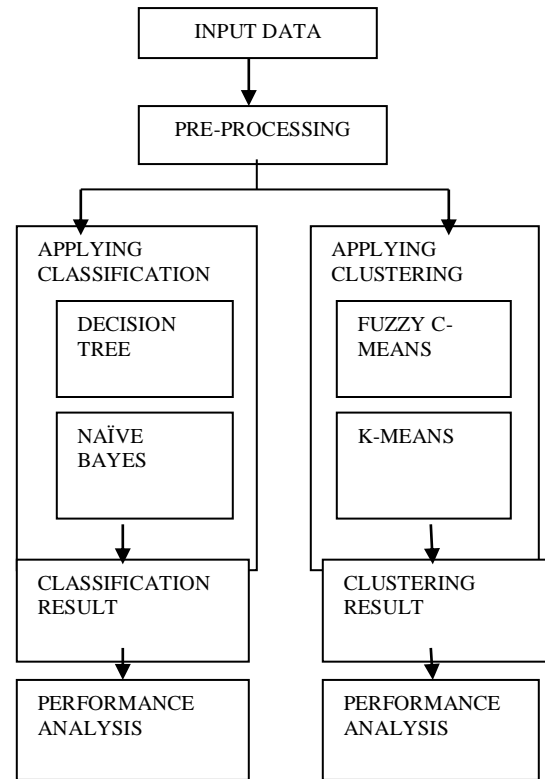 INPUT DATA
PRE-PROCESSING
APPLYING
CLASSIFICATION
DECISION
TREE
NAÏVE
BAYES
CLASSIFICATION
RESULT
PERFORMANCE
ANALYSIS
APPLYING
CLUSTERING
FUZZY C-
MEANS
K-MEANS
CLUSTERING
RESULT
PERFORMANCE
ANALYSIS